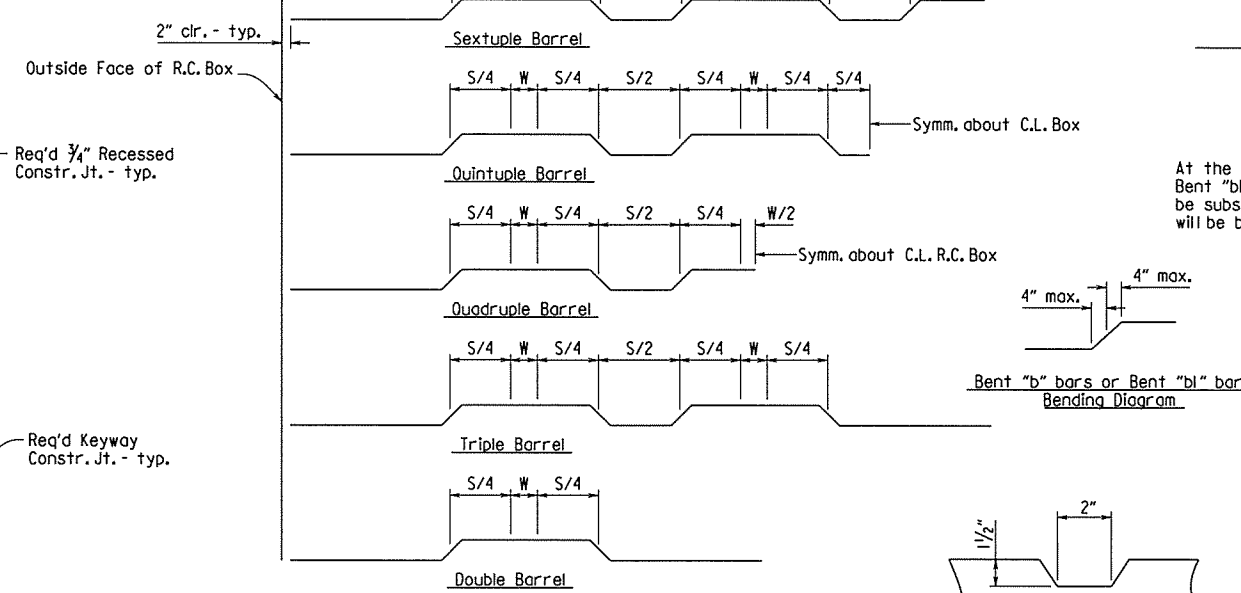 2" clr. - typ.
Sextuple Barrel
Outside Face of R.C. Box
S/4 W S/4 S/2 S/4 W S/4 S/4
Symm. about C.L. Box
Req'd 3/4" Recessed
Constr. Jt. - typ.
Quintuple Barrel
At the
Bent "b
be subs
will be b
S/4 W S/4 S/2 S/4 W/2
Symm. about C.L. R.C. Box
4" max.
4" max.
Quadruple Barrel
S/4 W S/4 S/2 S/4 W S/4
Bent "b" bars or Bent "bl" bar
Bending Diagram
Req'd Keyway
Constr. Jt. - typ.
Triple Barrel
S/4 W S/4
2"
1 1/2"
Double Barrel